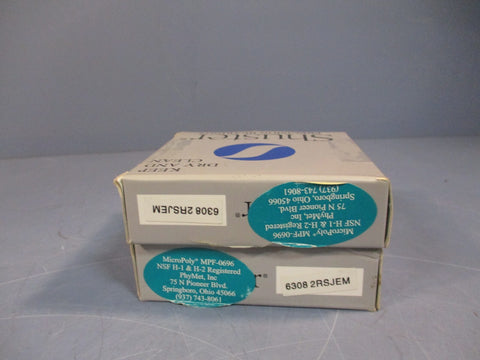 KEEP
DRY AND
CLEAN
Shuster
6308 2RSJEM
MicroPoly® MPF-0696
NSF H-1 & H-2 Registered
PhyMet, Inc
75 N Pioneer Blvd.
Springboro, Ohio 45066
(937) 743-8061
MicroPoly® MPF-0696
NSF H-1 & H-2 Registered
PhyMet, Inc
75 N Pioneer Blvd.
Springboro, Ohio 45066
(937) 743-8061
6308 2RSJEM